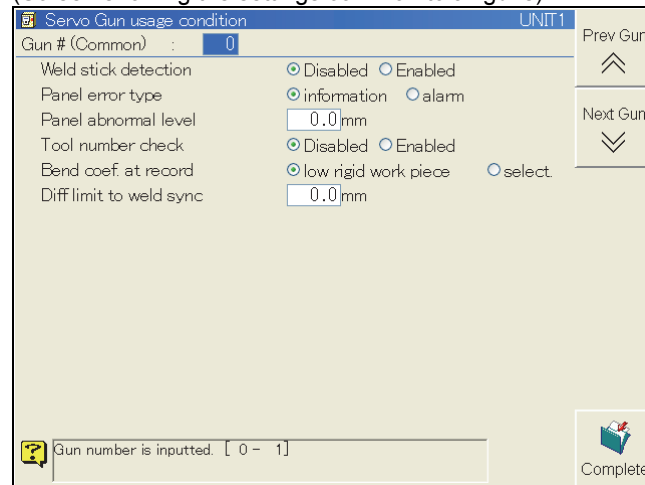 Servo Gun usage condition UNIT1
Gun # (Common) : 0
Weld stick detection Disabled Enabled
Panel error type information alarm
Panel abnormal level 0.0 mm
Tool number check Disabled Enabled
Bend coef. at record low rigid work piece select.
Diff limit to weld sync 0.0 mm
Prev Gun
Next Gun
Gun number is inputted. [ 0 - 1]
Complete